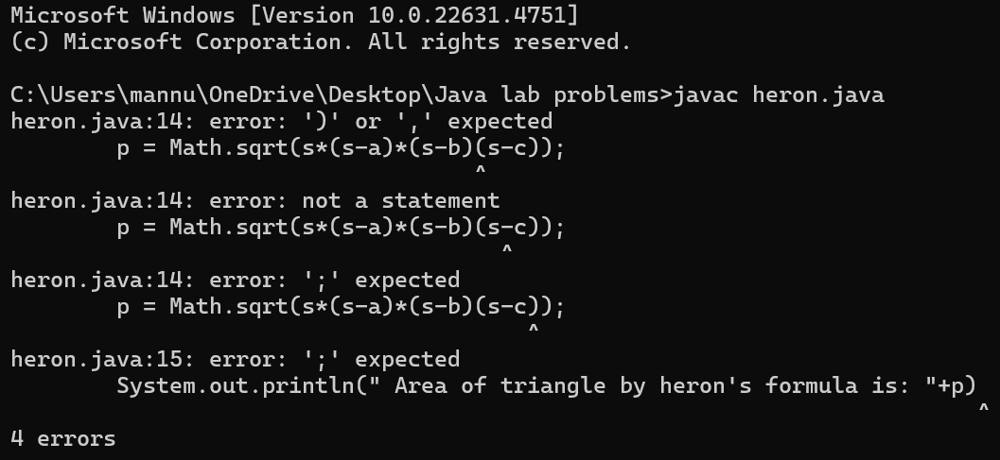 Microsoft Windows [Version 10.0.22631.4751]
(c) Microsoft Corporation. All rights reserved.
C:\Users\mannu\OneDrive\Desktop\Java lab problems>javac heron.java
heron.java:14: error: ')' or ',' expected
        p = Math.sqrt(s*(s-a)*(s-b)(s-c));
                                   ^
heron.java:14: error: not a statement
        p = Math.sqrt(s*(s-a)*(s-b)(s-c));
                                     ^
heron.java:14: error: ';' expected
        p = Math.sqrt(s*(s-a)*(s-b)(s-c));
                                       ^
heron.java:15: error: ';' expected
        System.out.println(" Area of triangle by heron's formula is: "+p)
                                                                         ^
4 errors